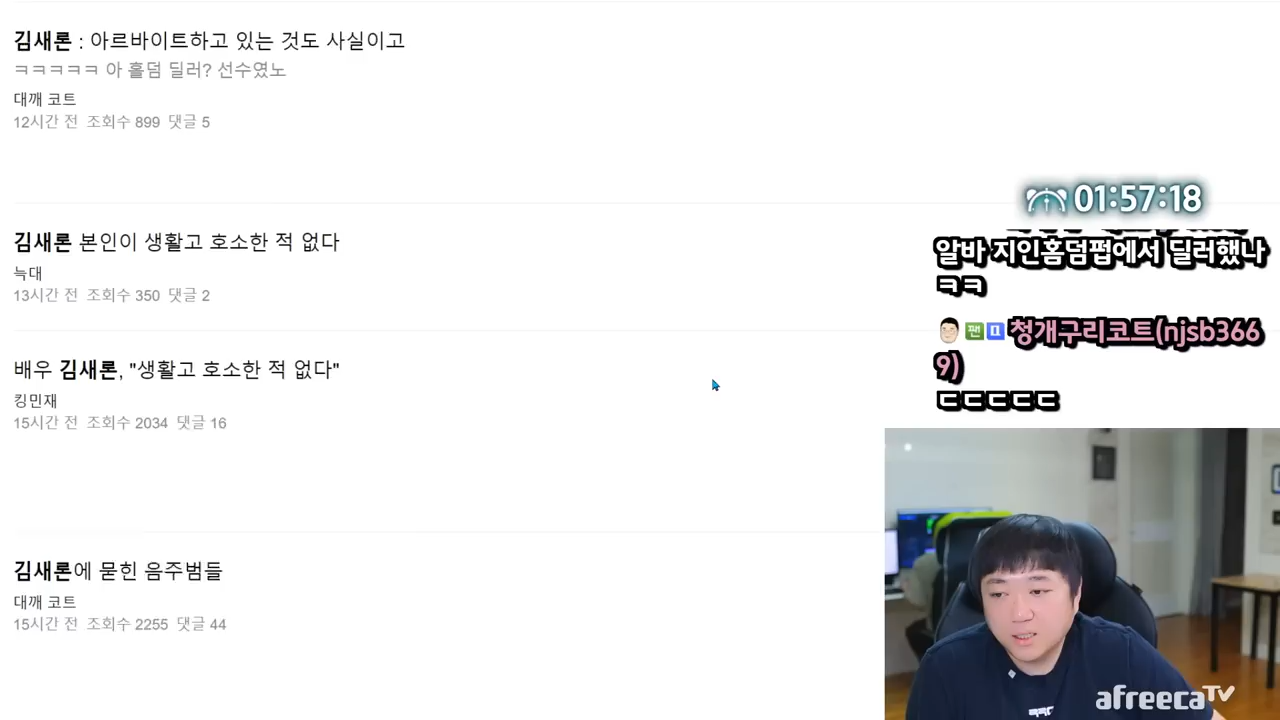 김새론 : 아르바이트하고 있는 것도 사실이고
ㅋㅋㅋㅋㅋ 아 홀덤 딜러? 선수였노
대깨 코트
12시간 전 조회수 899 댓글 5
김새론 본인이 생활고 호소한 적 없다
늑대
13시간 전 조회수 350 댓글 2
배우 김새론, "생활고 호소한 적 없다"
킹민재
15시간 전 조회수 2034 댓글 16
김새론에 묻힌 음주범들
대깨 코트
15시간 전 조회수 2255 댓글 44
01:57:18
알바 지인홈덤펍에서 딜러했나
ㅋㅋ
팬 청개구리코트(njsb366
9)
ㄷㄷㄷㄷㄷ
afreecaTV